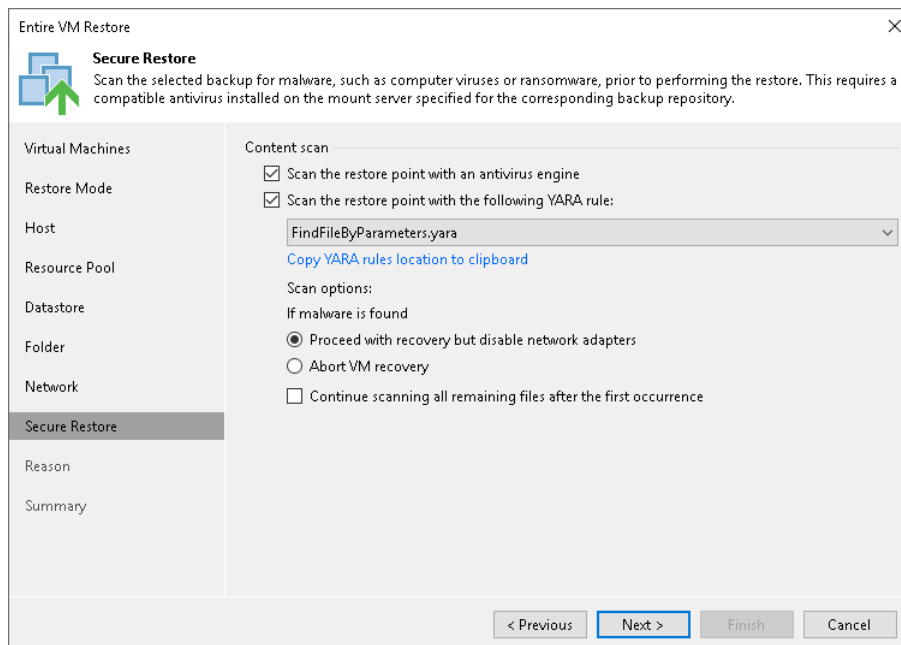 Entire VM Restore
Secure Restore
Scan the selected backup for malware, such as computer viruses or ransomware, prior to performing the restore. This requires a
compatible antivirus installed on the mount server specified for the corresponding backup repository.
Virtual Machines
Restore Mode
Host
Resource Pool
Datastore
Folder
Network
Secure Restore
Reason
Summary
Content scan
Scan the restore point with an antivirus engine
Scan the restore point with the following YARA rule:
FindFileByParameters.yara
Copy YARA rules location to clipboard
Scan options:
If malware is found
Proceed with recovery but disable network adapters
Abort VM recovery
Continue scanning all remaining files after the first occurrence
< Previous
Next >
Finish
Cancel